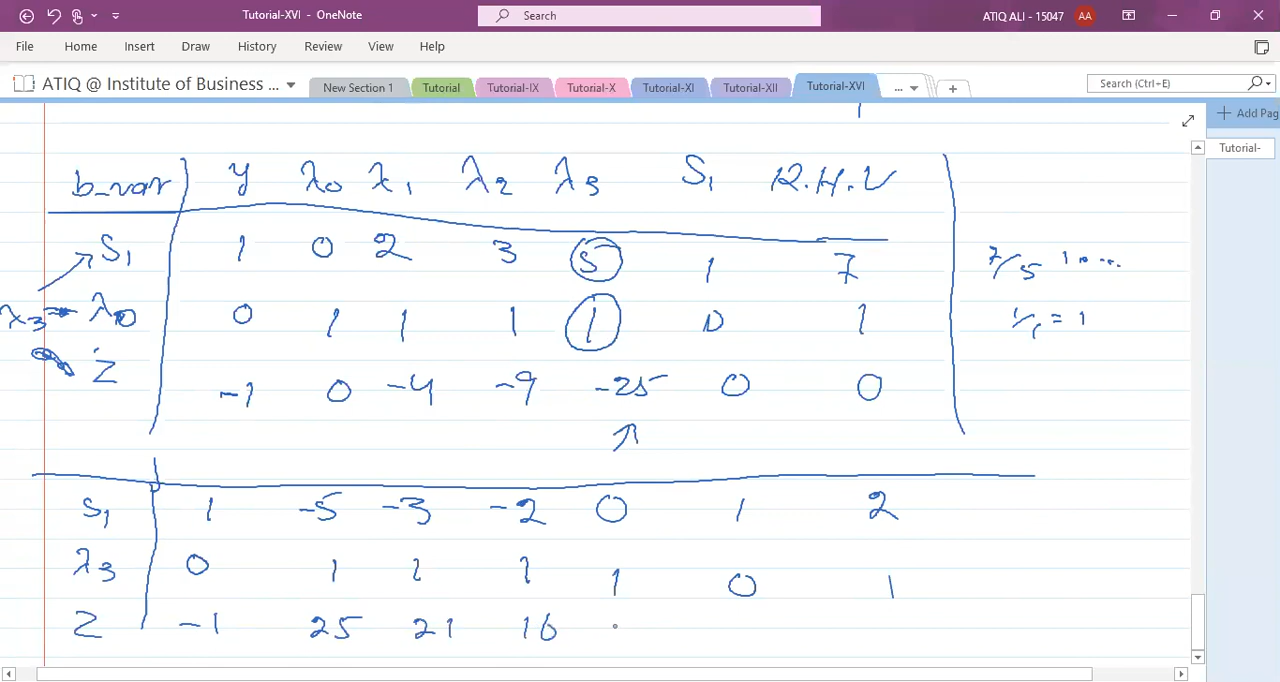 Tutorial-XVI - OneNote
Search
ATIQ ALI - 15047 AA
File Home Insert Draw History Review View Help
ATIQ @ Institute of Business ... New Section 1 Tutorial Tutorial-IX Tutorial-X Tutorial-XI Tutorial-XII Tutorial-XVI ... + Search (Ctrl+E)
+ Add Pag
Tutorial-
b_var y λ0 λ1 λ2 λ3 S1 R.H.V
S1 1 0 2 3 5 1 7 7/5 1....
λ3 λ0 0 1 1 1 1 0 1 1/1 = 1
Z -1 0 -4 -9 -25 0 0
S1 1 -5 -3 -2 0 1 2
λ3 0 1 1 1 1 0 1
Z -1 25 21 16